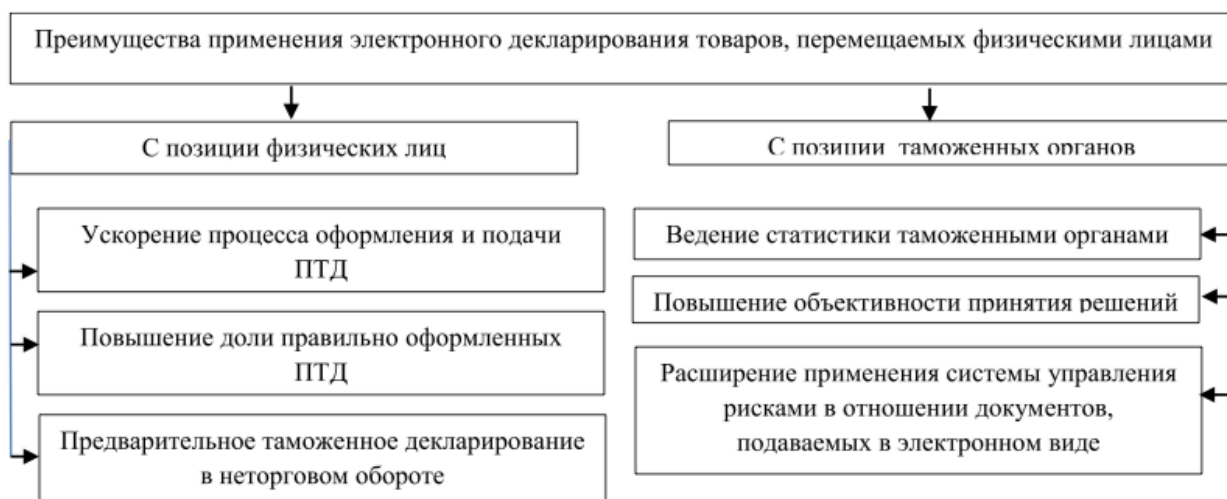 Преимущества применения электронного декларирования товаров, перемещаемых физическими лицами
С позиции физических лиц
Ускорение процесса оформления и подачи
ПТД
Повышение доли правильно оформленных
ПТД
Предварительное таможенное декларирование
в неторговом обороте
С позиции таможенных органов
Ведение статистики таможенными органами
Повышение объективности принятия решений
Расширение применения системы управления
рисками в отношении документов,
подаваемых в электронном виде